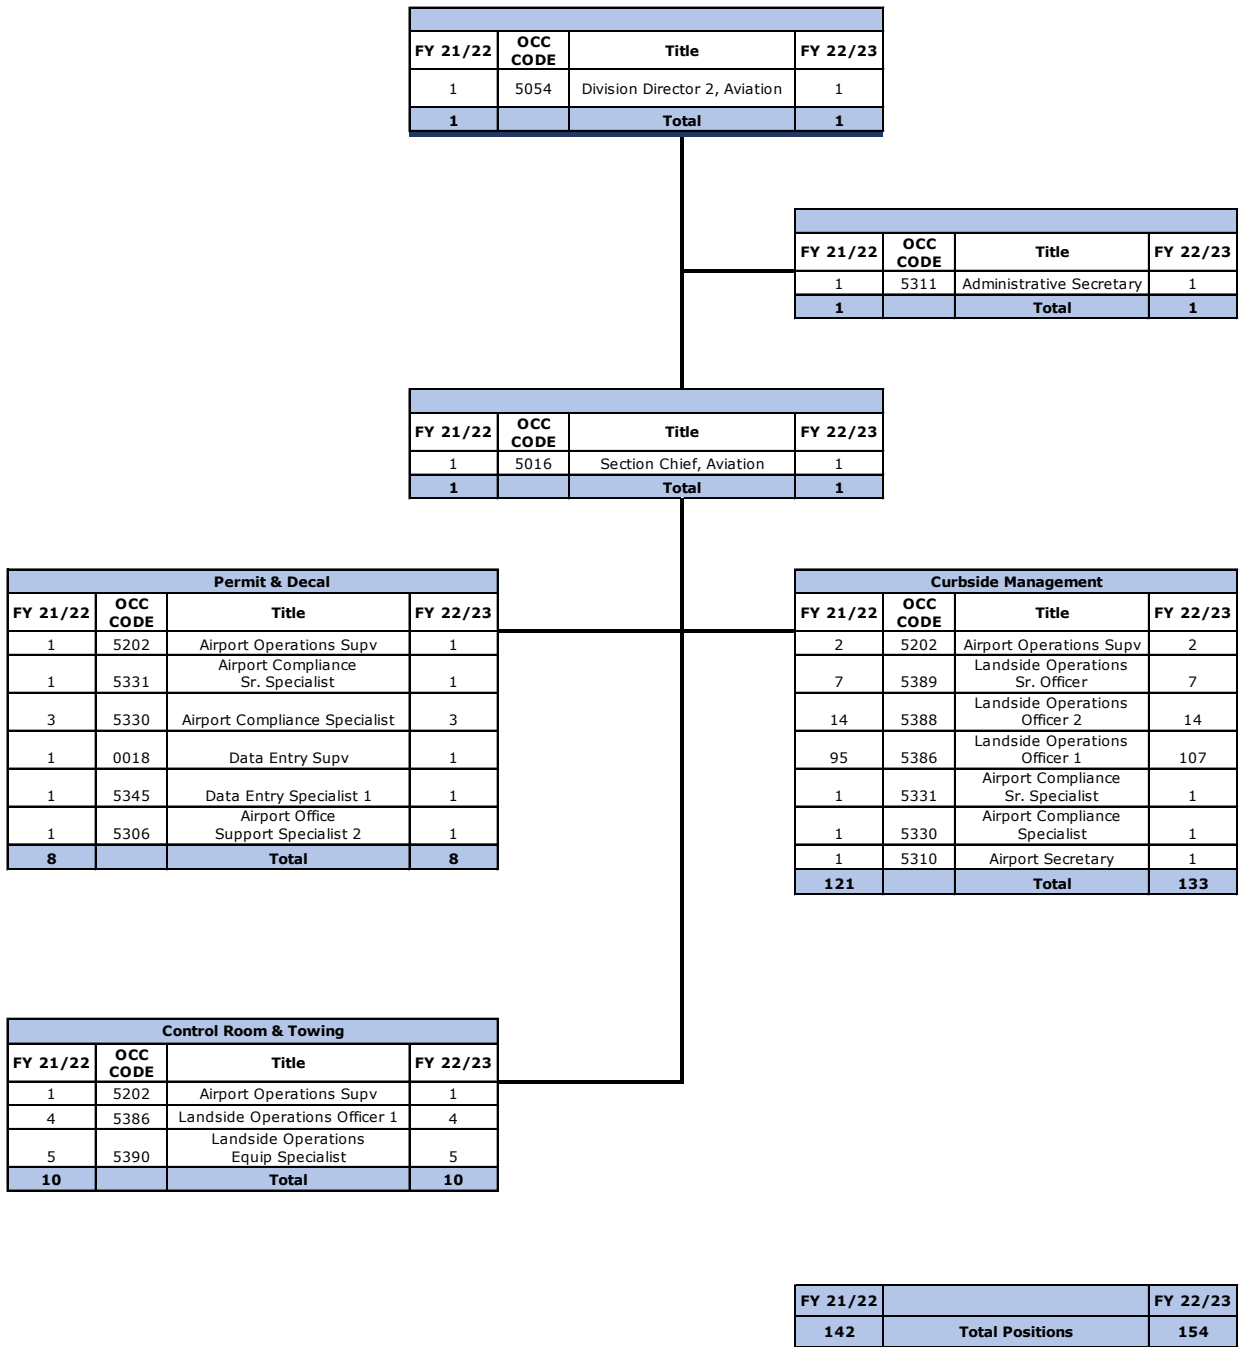 FY 21/22 OCC CODE Title FY 22/23
1 5054 Division Director 2, Aviation 1
1 Total 1
FY 21/22 OCC CODE Title FY 22/23
1 5311 Administrative Secretary 1
1 Total 1
FY 21/22 OCC CODE Title FY 22/23
1 5016 Section Chief, Aviation 1
1 Total 1
Permit & Decal
FY 21/22 OCC CODE Title FY 22/23
1 5202 Airport Operations Supv 1
1 5331 Airport Compliance Sr. Specialist 1
3 5330 Airport Compliance Specialist 3
1 0018 Data Entry Supv 1
1 5345 Data Entry Specialist 1 1
1 5306 Airport Office Support Specialist 2 1
8 Total 8
Curbside Management
FY 21/22 OCC CODE Title FY 22/23
2 5202 Airport Operations Supv 2
7 5389 Landside Operations Sr. Officer 7
14 5388 Landside Operations Officer 2 14
95 5386 Landside Operations Officer 1 107
1 5331 Airport Compliance Sr. Specialist 1
1 5330 Airport Compliance Specialist 1
1 5310 Airport Secretary 1
121 Total 133
Control Room & Towing
FY 21/22 OCC CODE Title FY 22/23
1 5202 Airport Operations Supv 1
4 5386 Landside Operations Officer 1 4
5 5390 Landside Operations Equip Specialist 5
10 Total 10
FY 21/22 FY 22/23
142 Total Positions 154